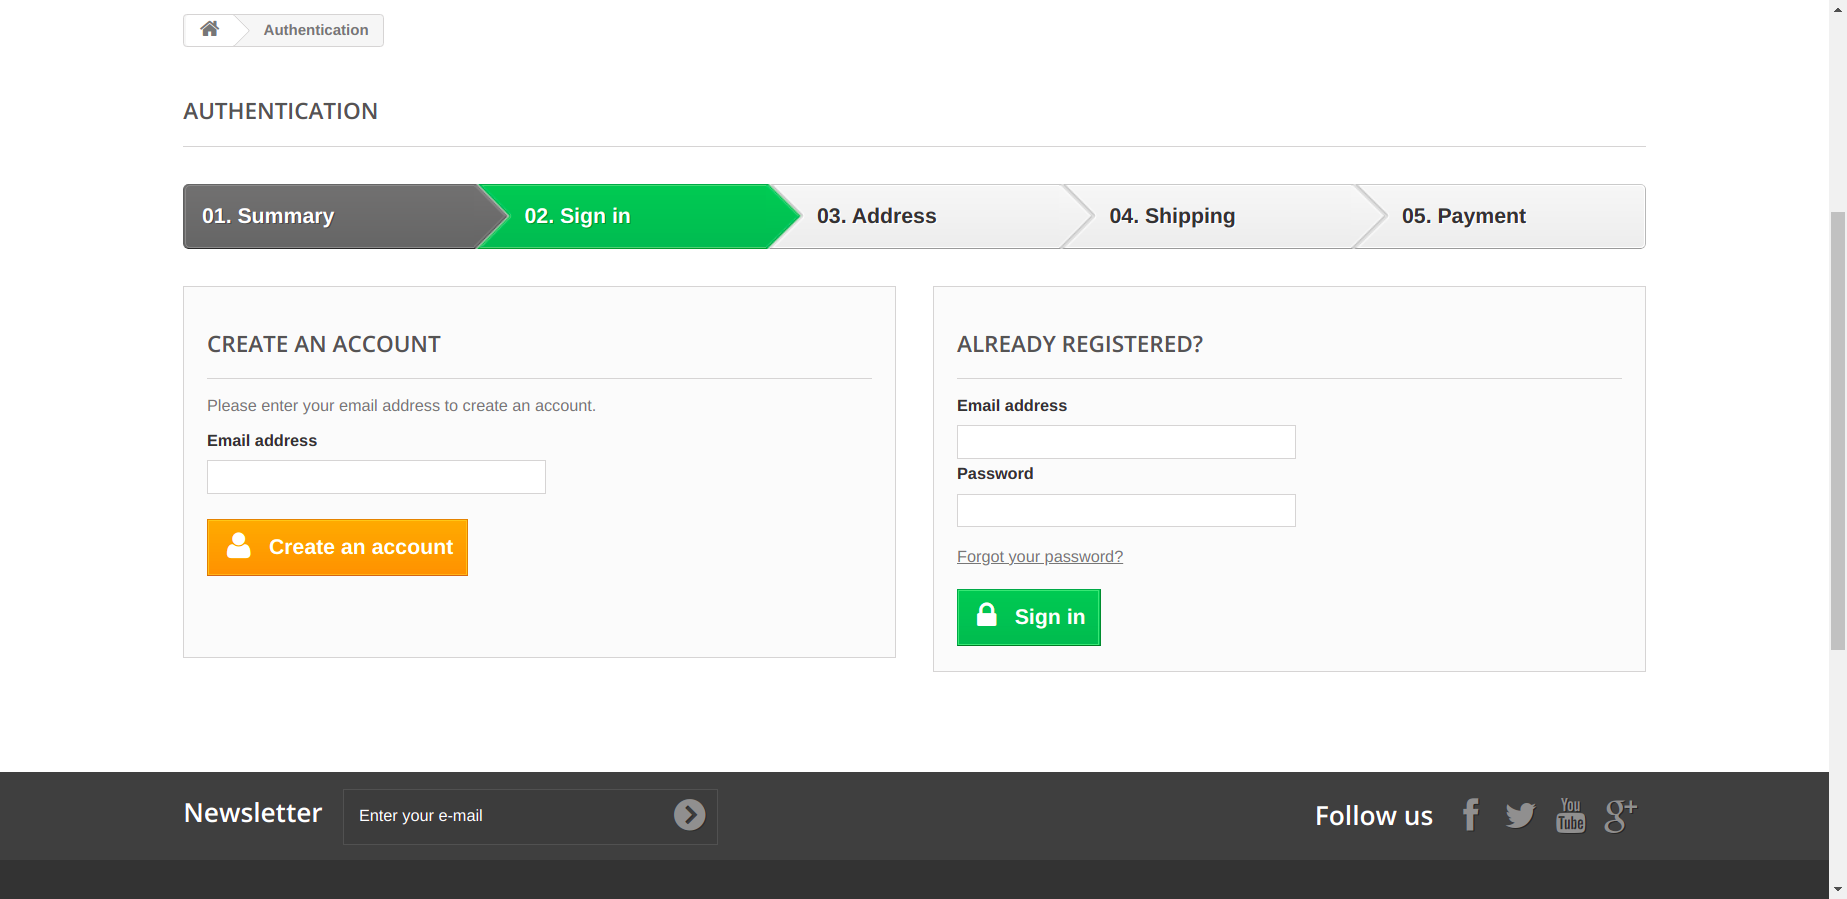 Authentication
AUTHENTICATION
01. Summary
02. Sign in
03. Address
04. Shipping
05. Payment
CREATE AN ACCOUNT
Please enter your email address to create an account.
Email address
Create an account
ALREADY REGISTERED?
Email address
Password
Forgot your password?
Sign in
Newsletter
Enter your e-mail
Follow us
You
Tube
g+